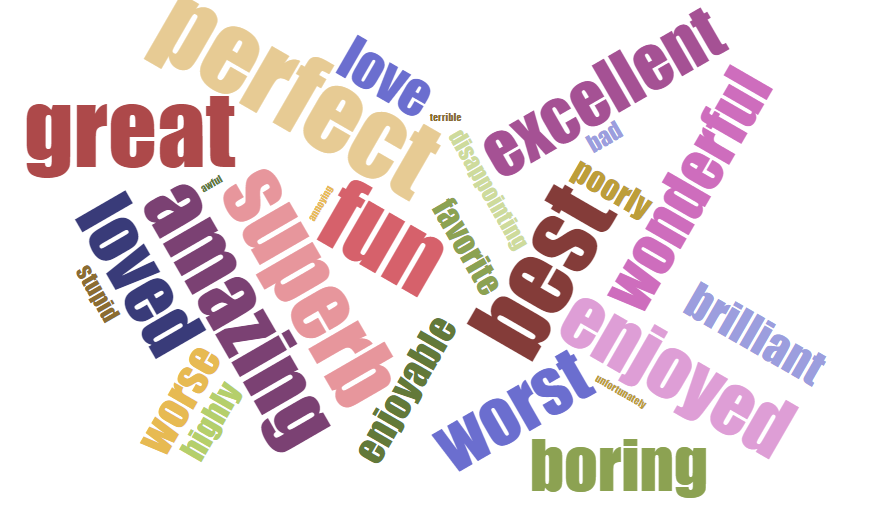 perfect
love
excellent
great
terrible
bad
wonderful
disappointing
poorly
awful
annoying
superb
fun
favorite
best
amazing
loved
stupid
enjoyed
brilliant
enjoyable
worse
highly
worst
unfortunately
boring